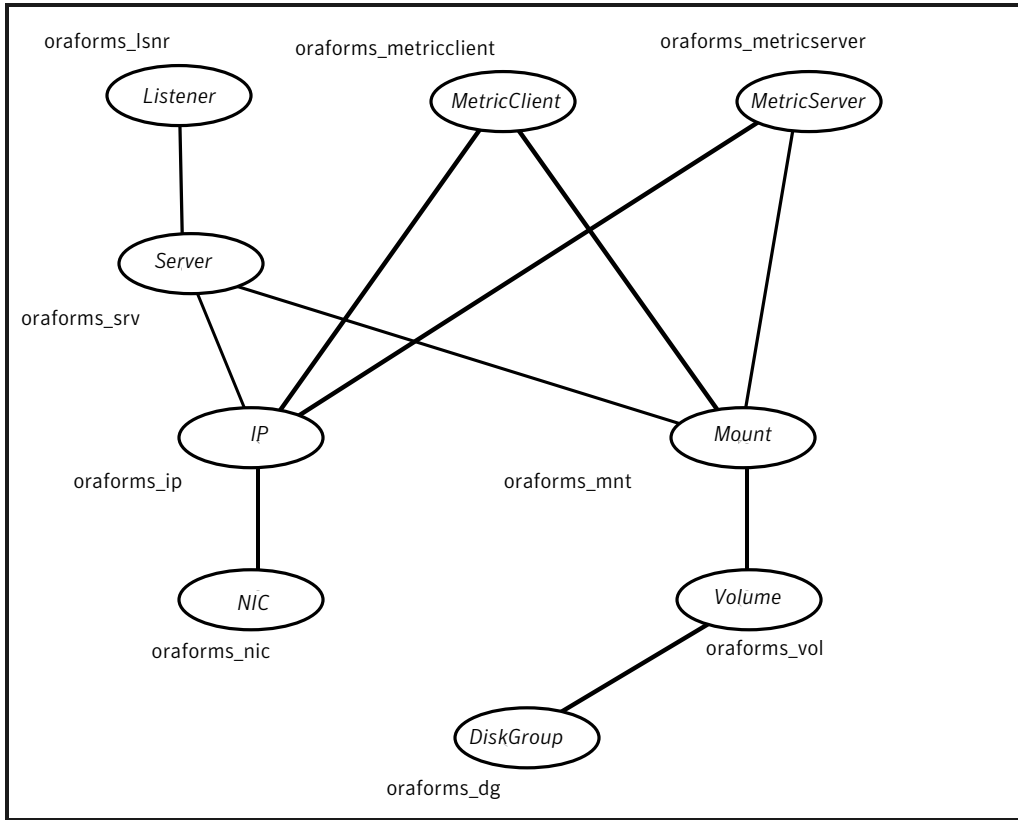 oraforms_lsnr
oraforms_metricclient
oraforms_metricserver
Listener
MetricClient
MetricServer
Server
oraforms_srv
IP
Mount
oraforms_ip
oraforms_mnt
NIC
Volume
oraforms_nic
oraforms_vol
DiskGroup
oraforms_dg